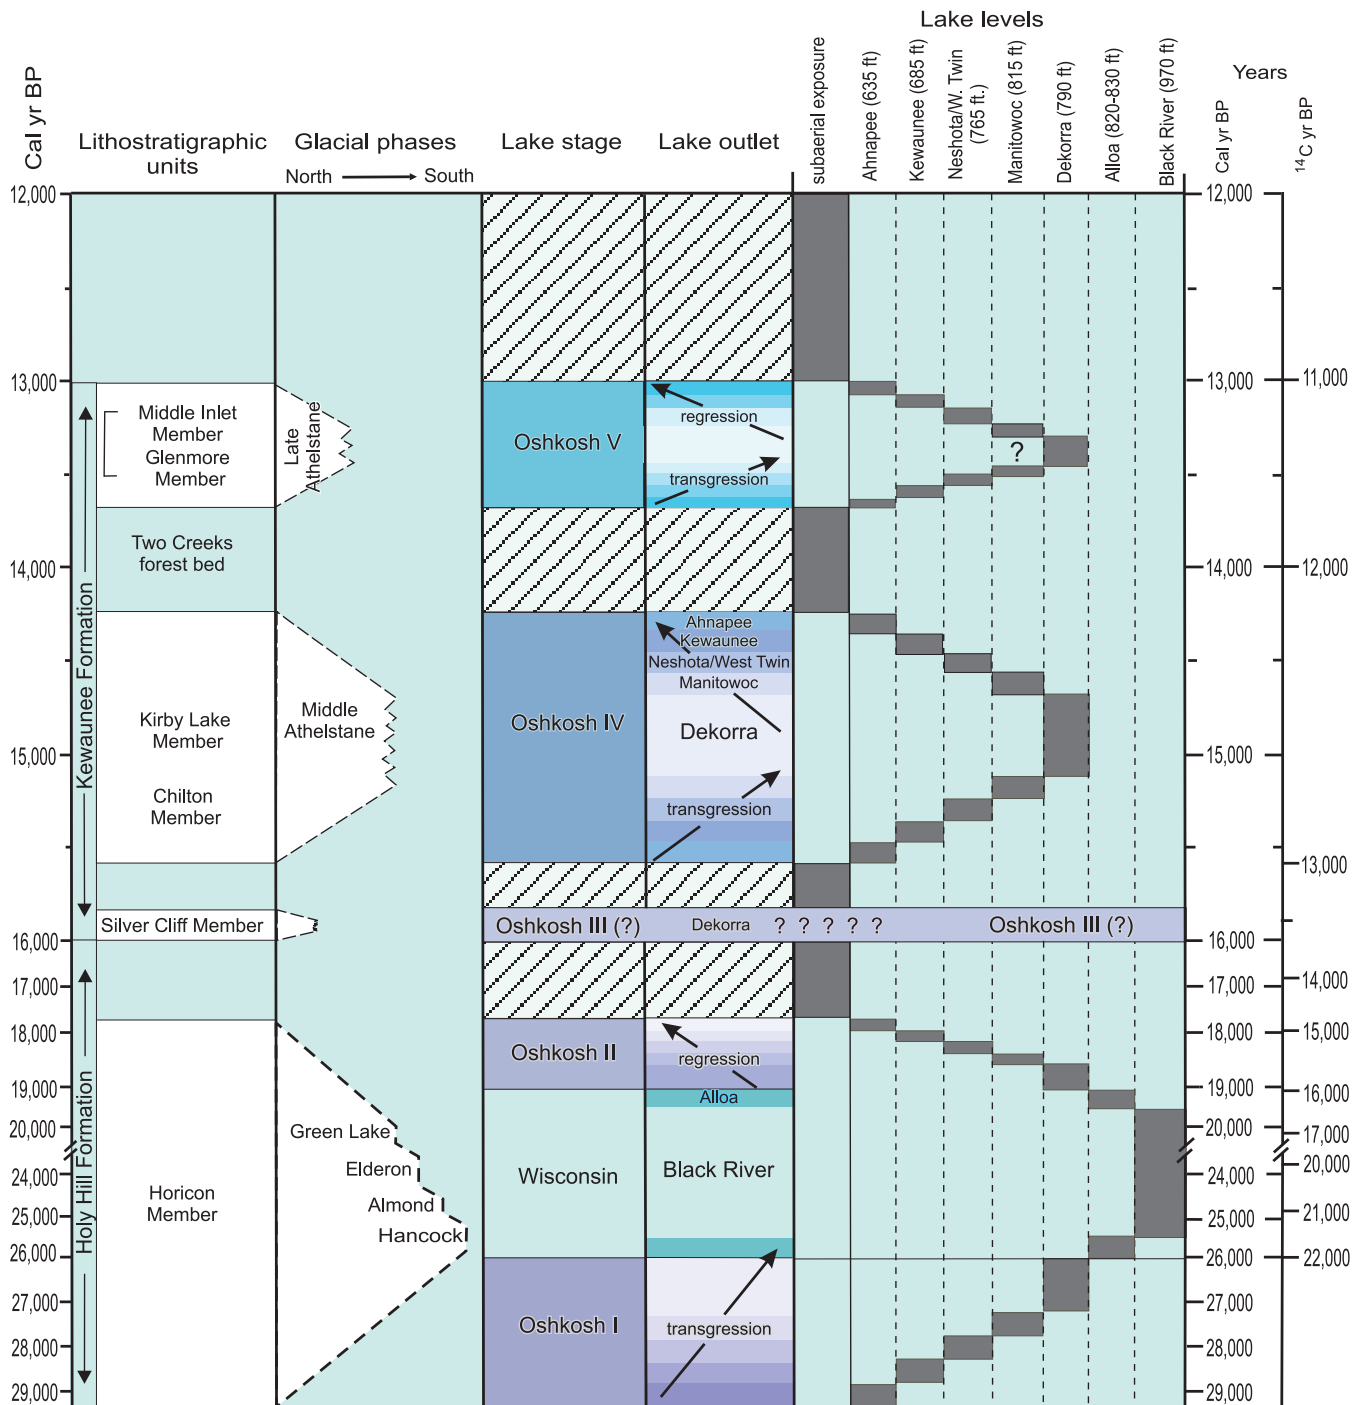 Lake levels
Cal yr BP
Lithostratigraphic
units
Glacial phases
North
South
Lake stage
Lake outlet
subaerial exposure
Ahnapee (635 ft)
Kewaunee (685 ft)
Neshota/W. Twin
(765 ft.)
Manitowoc (815 ft)
Dekorra (790 ft)
Alloa (820-830 ft)
Black River (970 ft)
Years
Cal yr BP
14C yr BP
12,000
13,000
14,000
15,000
16,000
17,000
18,000
19,000
20,000
24,000
25,000
26,000
27,000
28,000
29,000
Kewaunee Formation
Holy Hill Formation
Middle Inlet
Member
Glenmore
Member
Two Creeks
forest bed
Kirby Lake
Member
Chilton
Member
Silver Cliff Member
Horicon
Member
Late
Athelstane
Middle
Athelstane
Green Lake
Elderon
Almond
Hancock
Oshkosh V
Oshkosh IV
Oshkosh III (?)
Oshkosh II
Wisconsin
Oshkosh I
regression
transgression
Ahnapee
Kewaunee
Neshota/West Twin
Manitowoc
Dekorra
transgression
Dekorra ? ? ? ? ?
regression
Alloa
Black River
transgression
?
Oshkosh III (?)
12,000
13,000
14,000
15,000
16,000
17,000
18,000
19,000
20,000
24,000
25,000
26,000
27,000
28,000
29,000
11,000
12,000
13,000
14,000
15,000
16,000
17,000
20,000
21,000
22,000